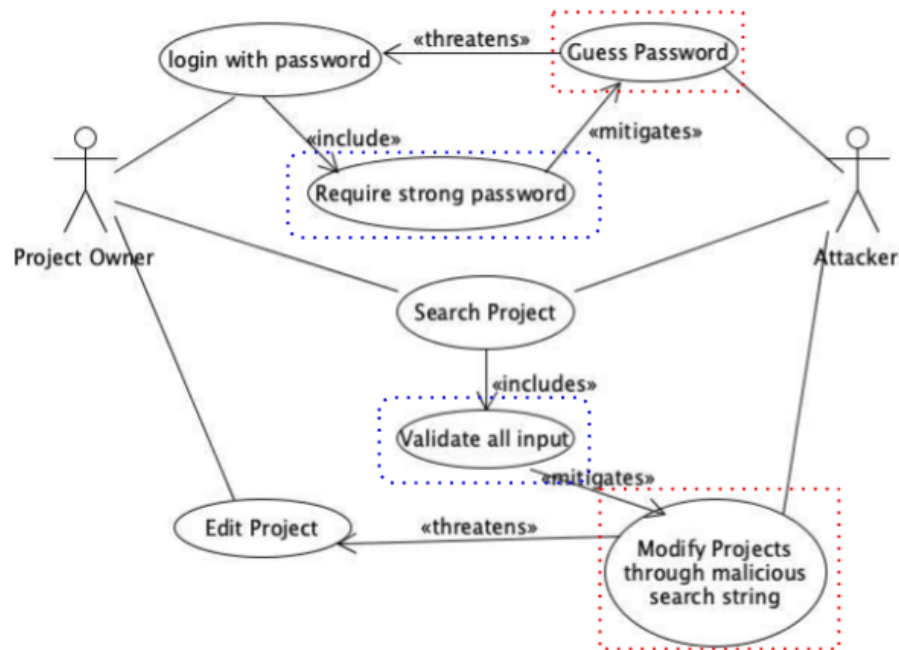 «threatens»
login with password
Guess Password
«include»
«mitigates»
Require strong password
Project Owner
Attacker
Search Project
«includes»
Validate all input
«mitigates»
Edit Project
«threatens»
Modify Projects
through malicious
search string